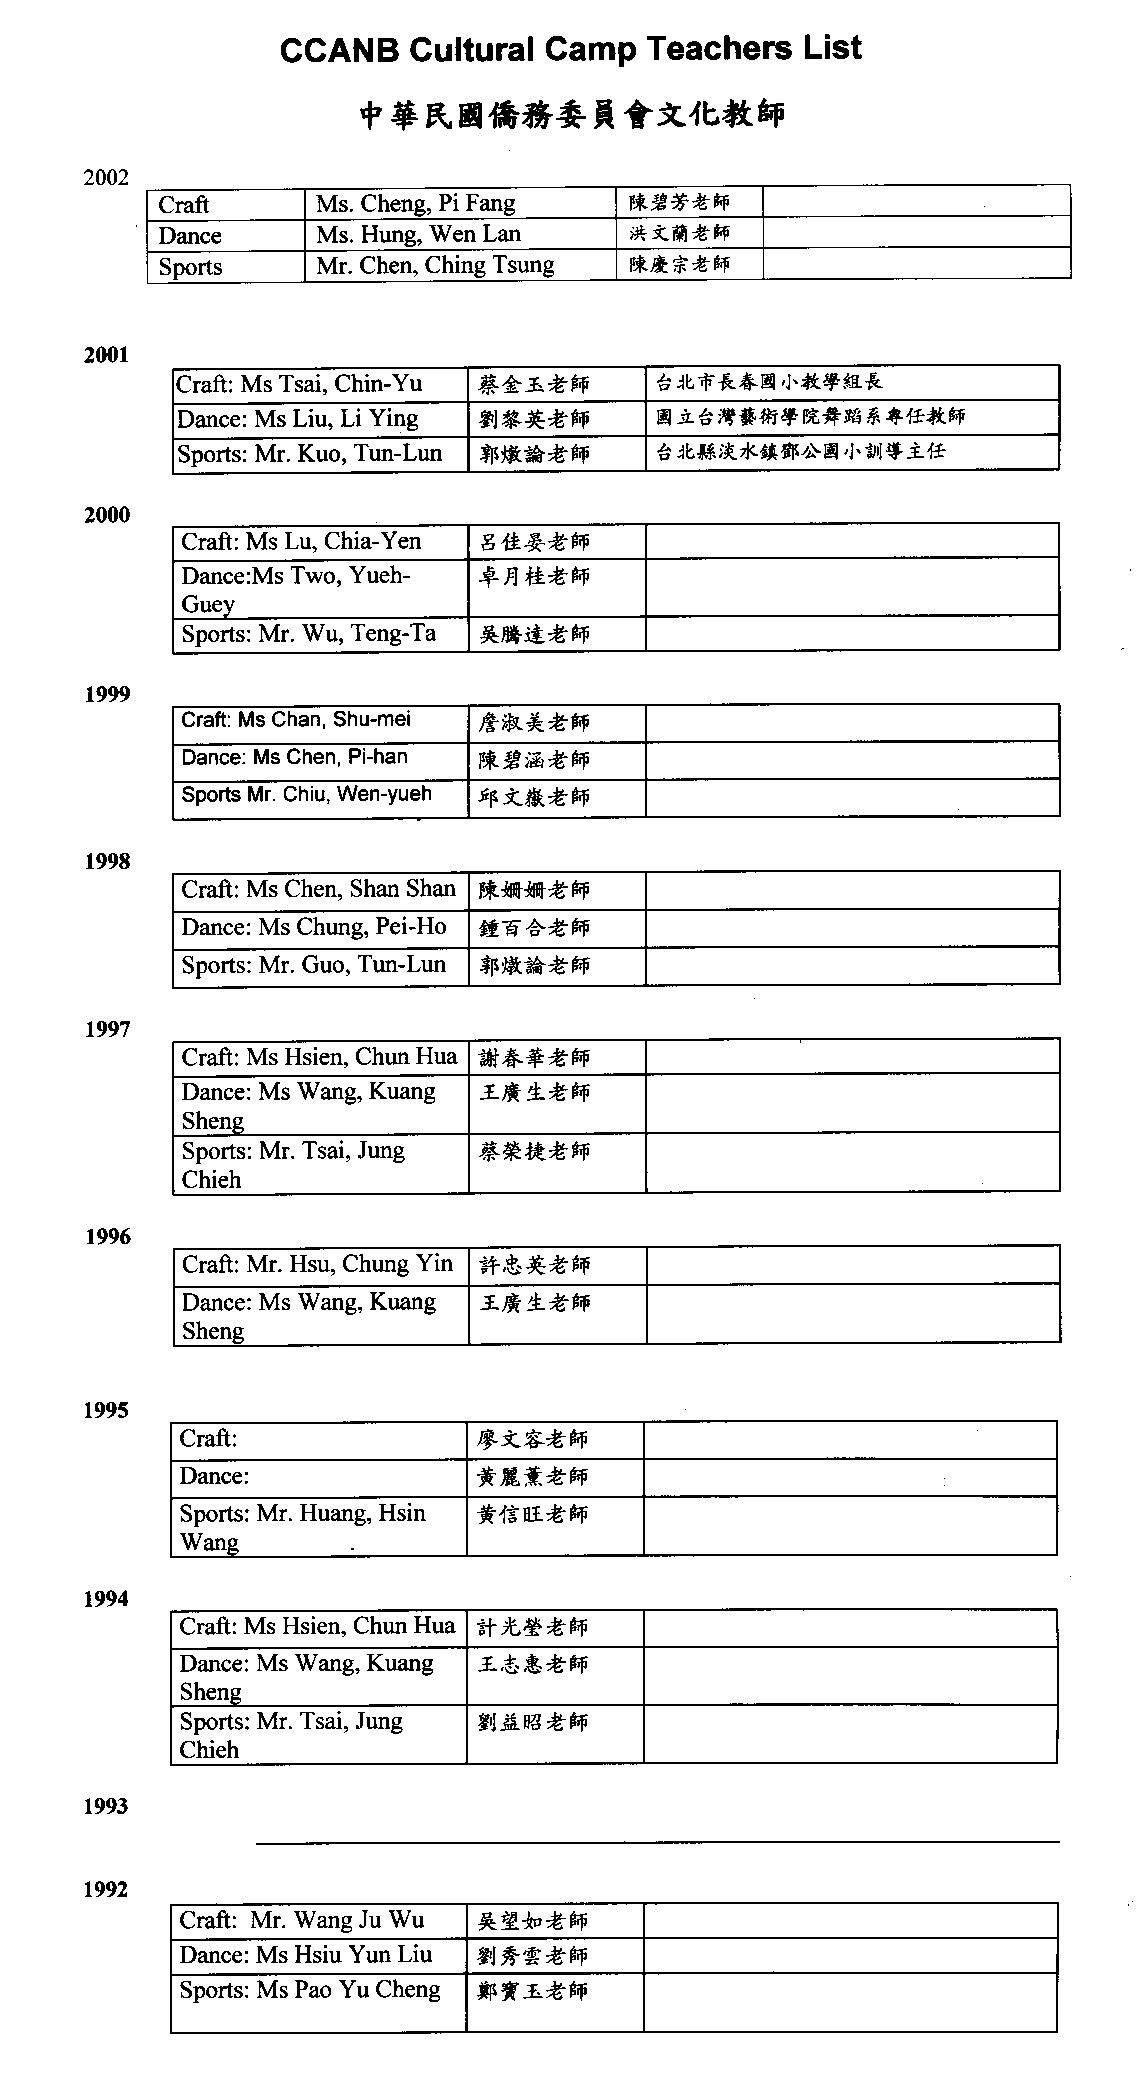 CCANB Cultural Camp Teachers List
中華民國僑務委員會文化教師
2002
Craft Ms. Cheng, Pi Fang 陳碧芳老師
Dance Ms. Hung, Wen Lan 洪文蘭老師
Sports Mr. Chen, Ching Tsung 陳慶宗老師
2001
Craft: Ms Tsai, Chin-Yu 蔡金玉老師 台北市長春國小教學組長
Dance: Ms Liu, Li Ying 劉黎英老師 國立台灣藝術學院舞蹈系專任教師
Sports: Mr. Kuo, Tun-Lun 郭燉論老師 台北縣淡水鎮鄧公國小訓導主任
2000
Craft: Ms Lu, Chia-Yen 呂佳晏老師
Dance:Ms Two, Yueh- 卓月桂老師
Guey
Sports: Mr. Wu, Teng-Ta 吳騰達老師
1999
Craft: Ms Chan, Shu-mei 詹淑美老師
Dance: Ms Chen, Pi-han 陳碧涵老師
Sports Mr. Chiu, Wen-yueh 邱文嶽老師
1998
Craft: Ms Chen, Shan Shan 陳姍姍老師
Dance: Ms Chung, Pei-Ho 鍾百合老師
Sports: Mr. Guo, Tun-Lun 郭燉論老師
1997
Craft: Ms Hsien, Chun Hua 謝春華老師
Dance: Ms Wang, Kuang 王廣生老師
Sheng
Sports: Mr. Tsai, Jung 蔡榮捷老師
Chieh
1996
Craft: Mr. Hsu, Chung Yin 許忠英老師
Dance: Ms Wang, Kuang 王廣生老師
Sheng
1995
Craft: 廖文容老師
Dance: 黃麗薰老師
Sports: Mr. Huang, Hsin 黃信旺老師
Wang
1994
Craft: Ms Hsien, Chun Hua 計光瑩老師
Dance: Ms Wang, Kuang 王志惠老師
Sheng
Sports: Mr. Tsai, Jung 劉益昭老師
Chieh
1993
1992
Craft: Mr. Wang Ju Wu 吳望如老師
Dance: Ms Hsiu Yun Liu 劉秀雲老師
Sports: Ms Pao Yu Cheng 鄭寶玉老師